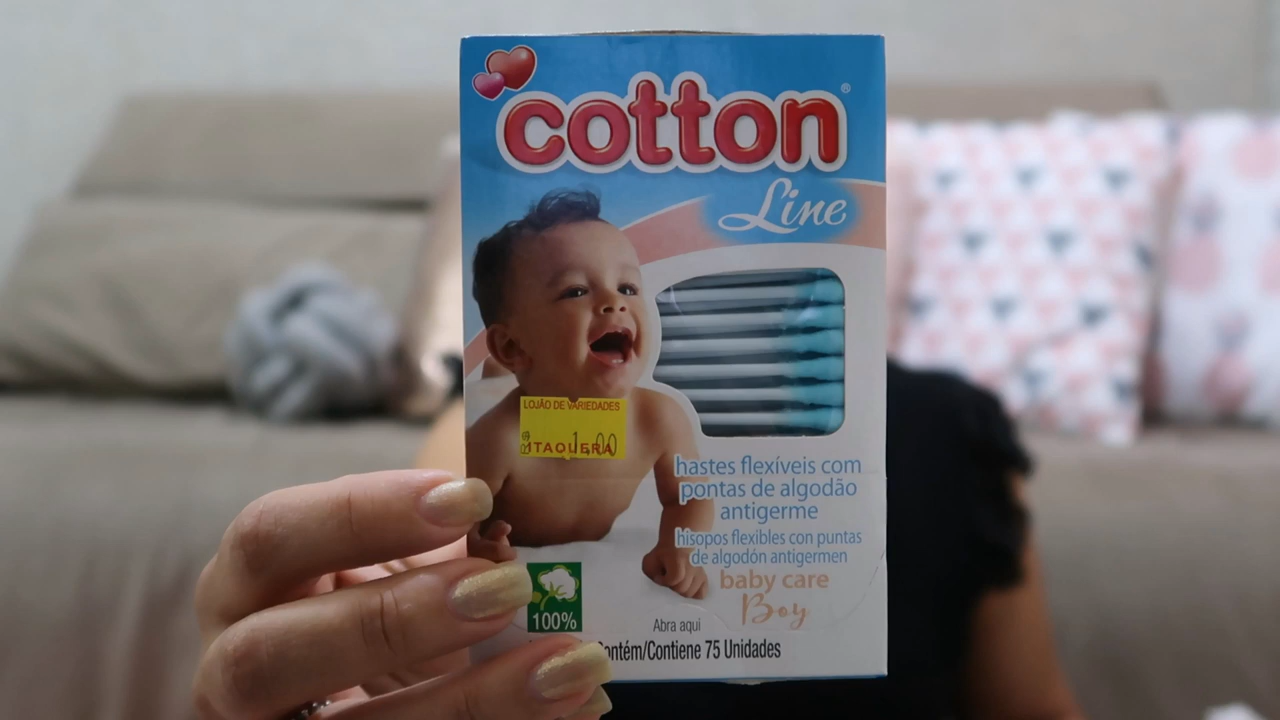 cotton®
Line
LOJÃO DE VARIEDADES
R$ 1,00
ITAQUERA
hastes flexíveis com
pontas de algodão
antigerme
hisopos flexibles con puntas
de algodón antigermen
baby care
Boy
100%
Abra aqui
Contém/Contiene 75 Unidades